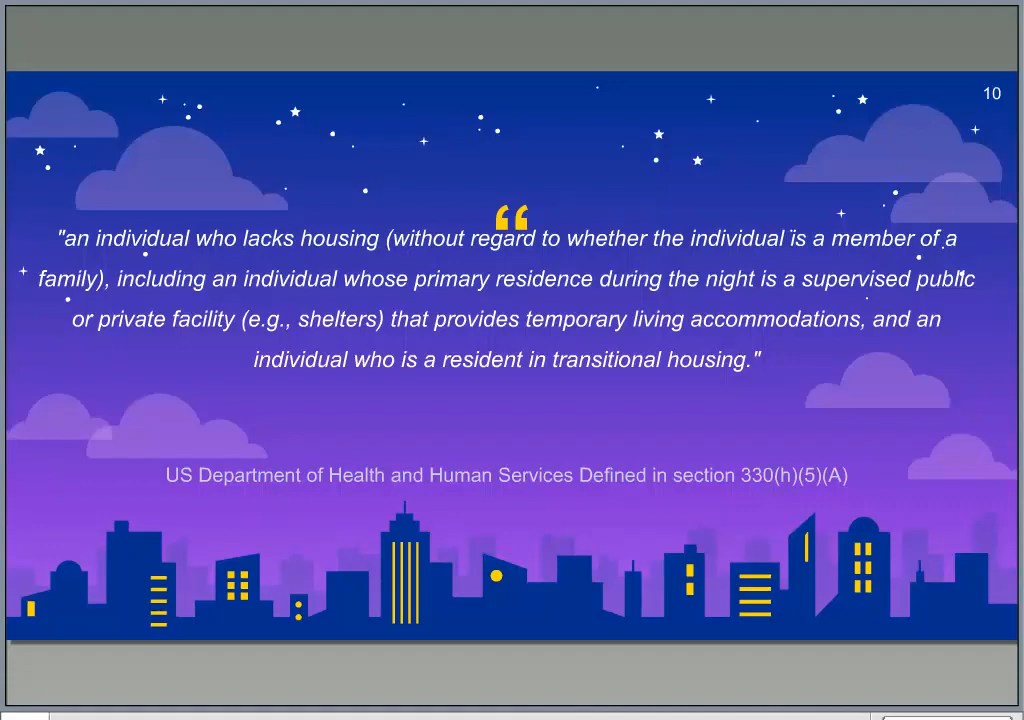 10
“
"an individual who lacks housing (without regard to whether the individual is a member of a
family), including an individual whose primary residence during the night is a supervised public
or private facility (e.g., shelters) that provides temporary living accommodations, and an
individual who is a resident in transitional housing."
US Department of Health and Human Services Defined in section 330(h)(5)(A)